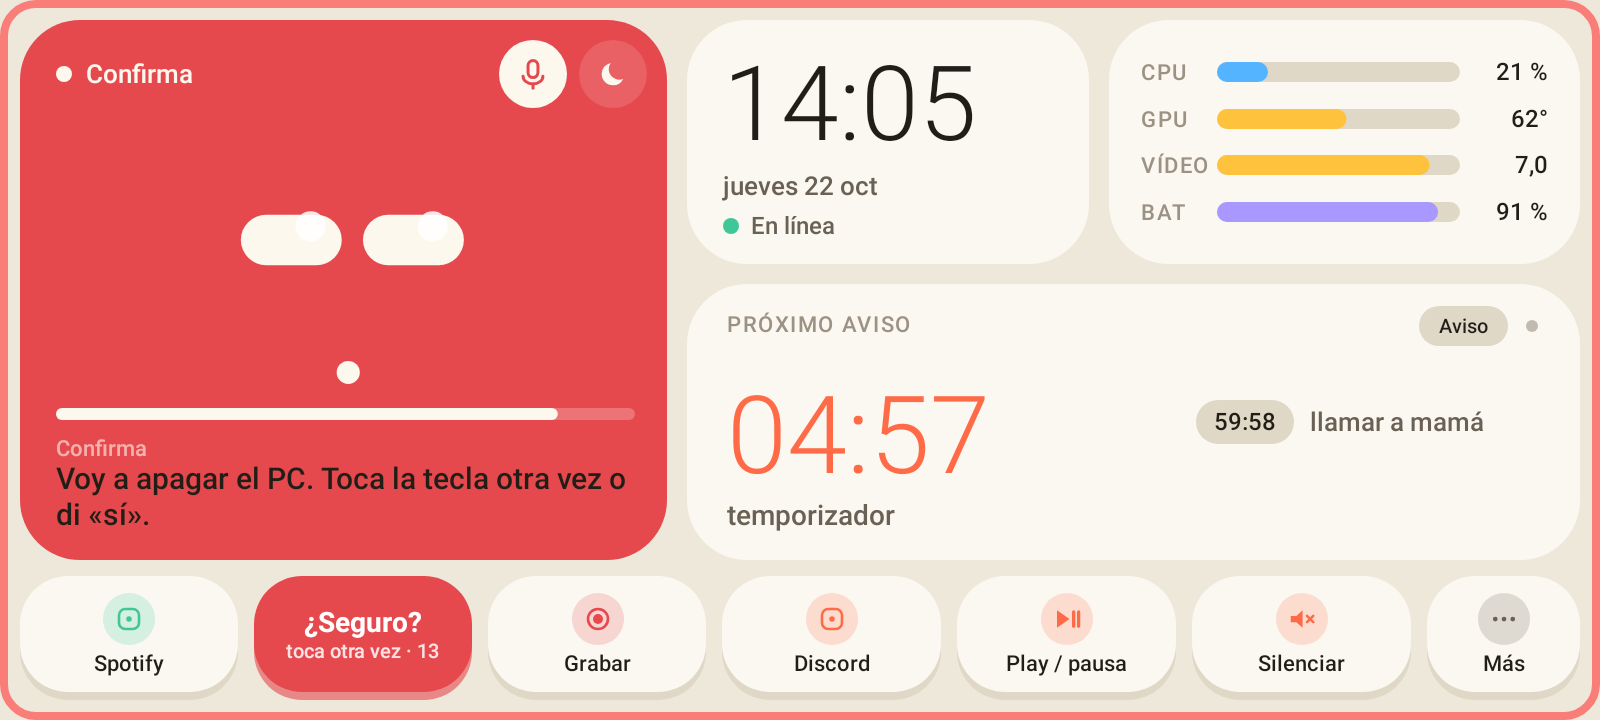 Confirma
14:05
jueves 22 oct
En línea
CPU 21 %
GPU 62°
VÍDEO 7,0
BAT 91 %
Confirma
Voy a apagar el PC. Toca la tecla otra vez o
di «sí».
PRÓXIMO AVISO
Aviso
04:57
temporizador
59:58 llamar a mamá
Spotify
¿Seguro?
toca otra vez · 13
Grabar
Discord
Play / pausa
Silenciar
Más